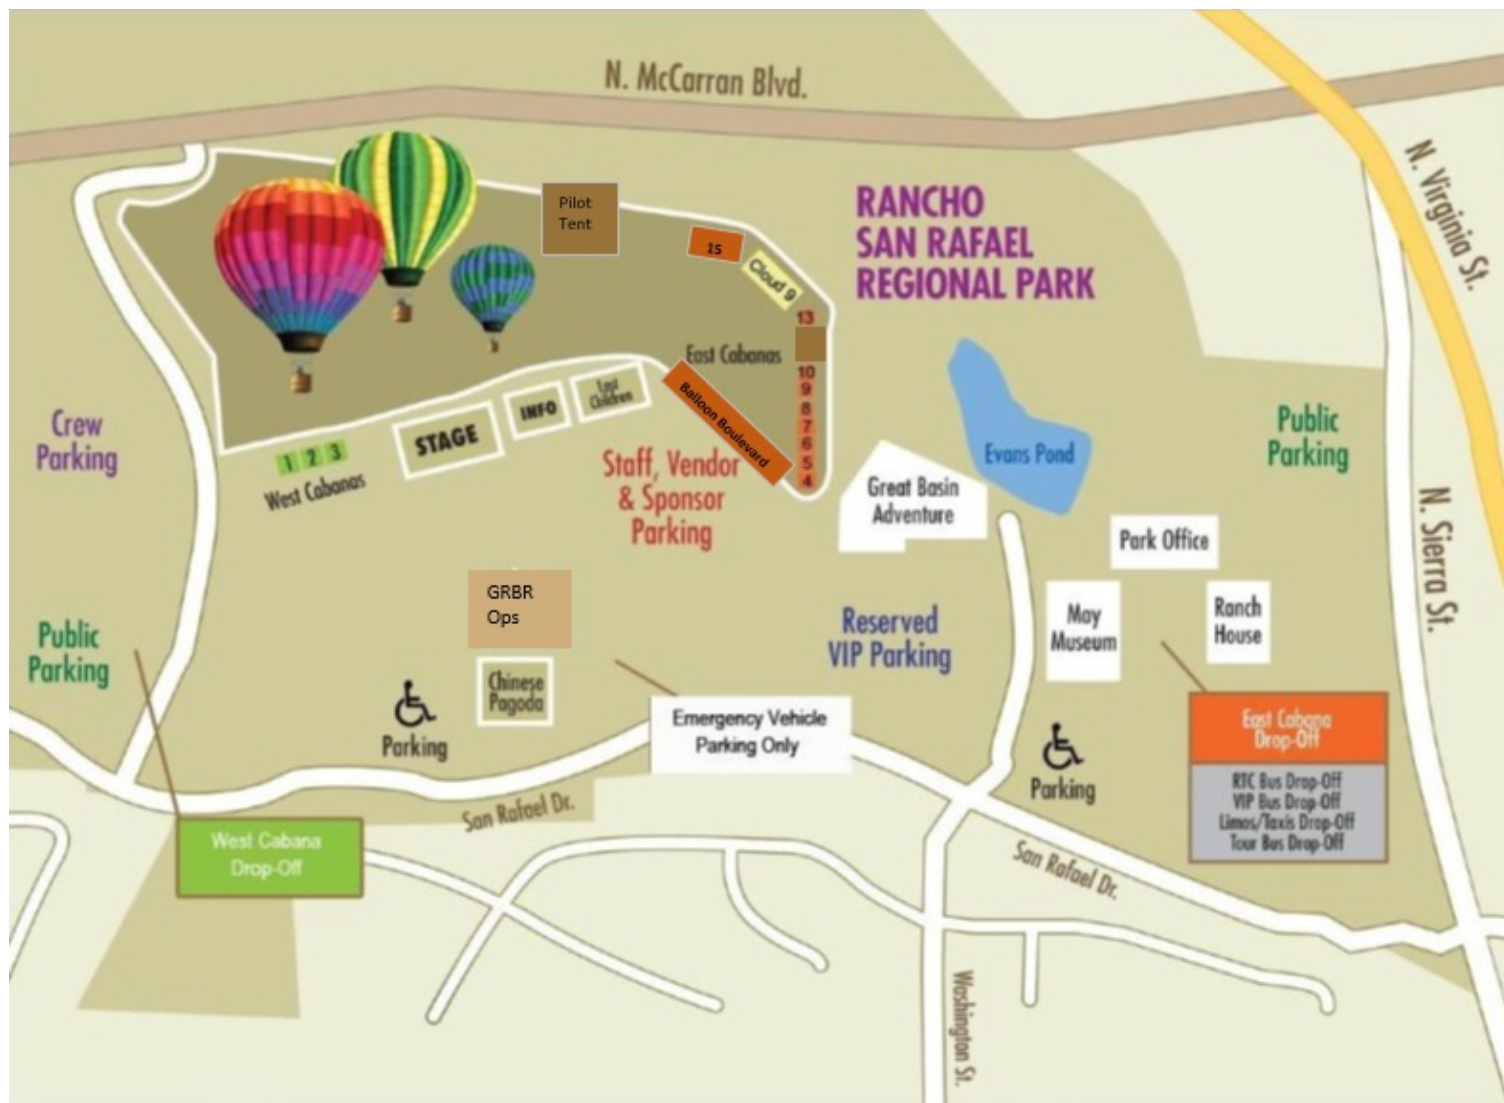 N. McCarran Blvd.
N. Virginia St.
Pilot
Tent
RANCHO
SAN RAFAEL
REGIONAL PARK
15
Cloud 9
13
East Cabanas
10
9
8
7
6
5
4
Balloon Boulevard
Lost
Children
INFO
STAGE
1 2 3
West Cabanas
Crew
Parking
Staff, Vendor
& Sponsor
Parking
Evans Pond
Great Basin
Adventure
Public
Parking
N. Sierra St.
Park Office
May
Museum
Ranch
House
GRBR
Ops
Reserved
VIP Parking
Public
Parking
Chinese
Pagoda
Parking
Emergency Vehicle
Parking Only
Parking
East Cabana
Drop-Off
RTC Bus Drop-Off
VIP Bus Drop-Off
Limos/Taxis Drop-Off
Tour Bus Drop-Off
San Rafael Dr.
West Cabana
Drop-Off
San Rafael Dr.
Washington St.